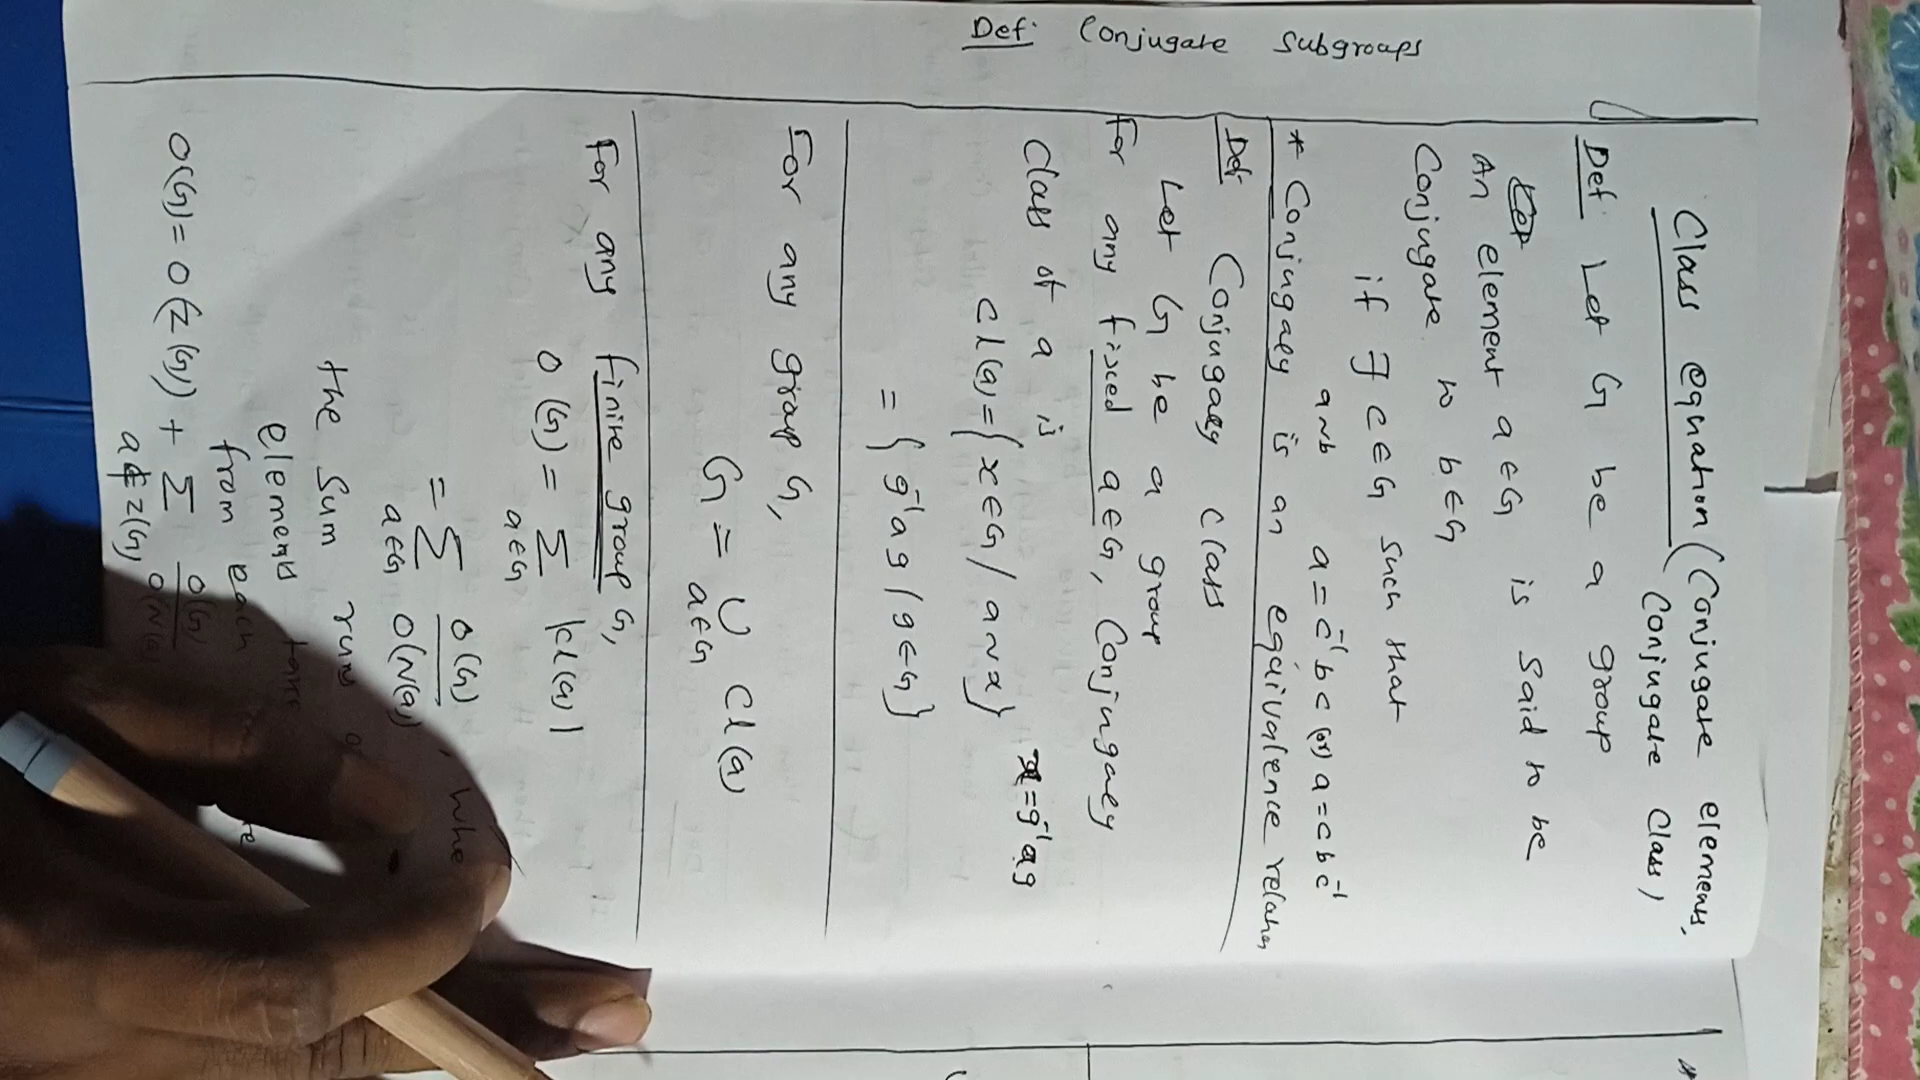 Def: Conjugate Subgroups
Class equation (Conjugate elements,
Conjugate class)
Def: Let G be a group
An element a∈G is said to be
Conjugate to b∈G
if ∃ c∈G such that
a~b a=c⁻¹bc (or) a=cbc⁻¹
* Conjugacy is an equivalence relation
Def: Conjugacy class
Let G be a group
For any fixed a∈G, Conjugacy
Class of a is x=g⁻¹ag
cl(a)={x∈G/a~x}
={g⁻¹ag/g∈G}
For any group G,
G = ∪ cl(a)
a∈G
For any finite group G,
O(G) = Σ |cl(a)|
a∈G
= Σ O(G)/O(N(a)), whe
a∈G
the sum runs
elements
from each
O(G)=O(Z(G)) + Σ O(G)/O(N(a))
a∉Z(G)